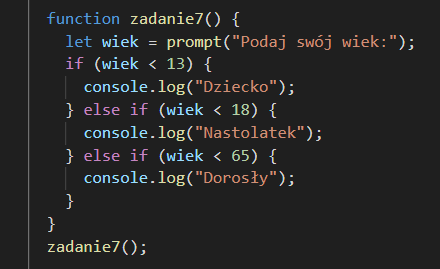 function zadanie7() {
let wiek = prompt("Podaj swój wiek:");
if (wiek < 13) {
console.log("Dziecko");
} else if (wiek < 18) {
console.log("Nastolatek");
} else if (wiek < 65) {
console.log("Dorosły");
}
}
zadanie7();